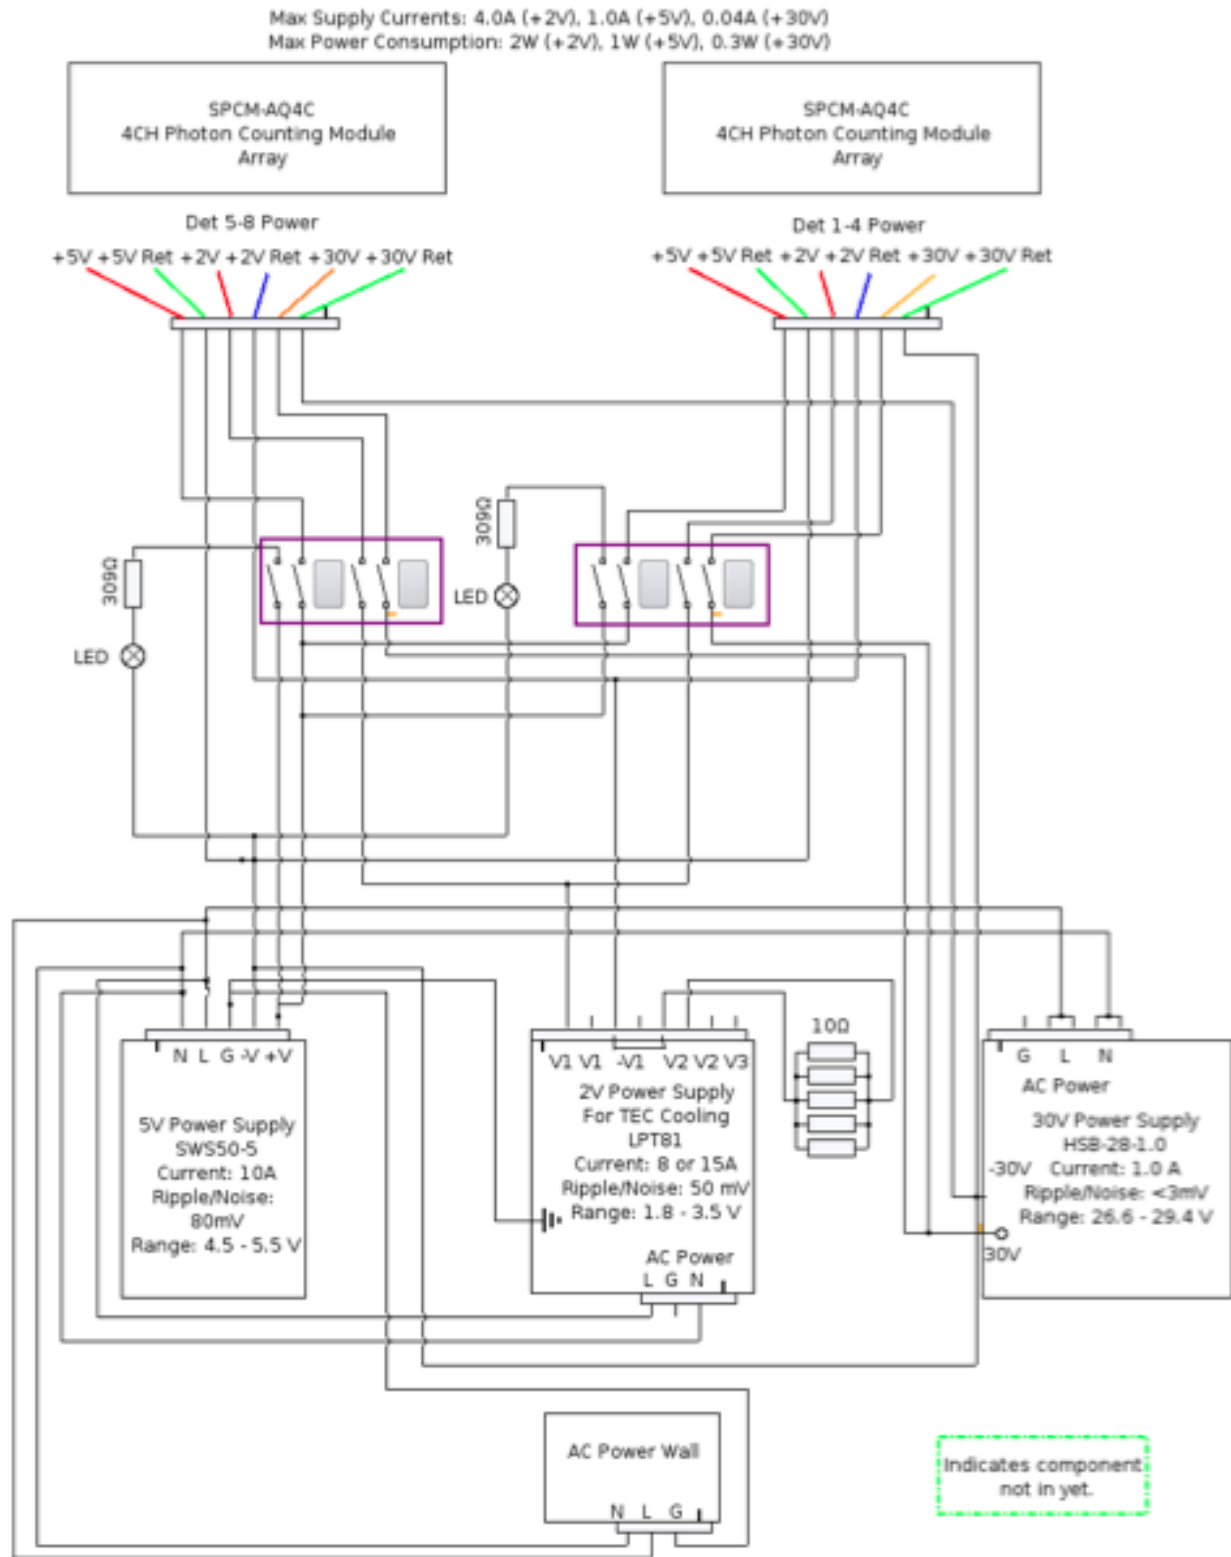 Max Supply Currents: 4.0A (+2V), 1.0A (+5V), 0.04A (+30V)
Max Power Consumption: 2W (+2V), 1W (+5V), 0.3W (+30V)
SPCM-AQ4C
4CH Photon Counting Module
Array
SPCM-AQ4C
4CH Photon Counting Module
Array
Det 5-8 Power
+5V +5V Ret +2V +2V Ret +30V +30V Ret
Det 1-4 Power
+5V +5V Ret +2V +2V Ret +30V +30V Ret
309Ω
LED
309Ω
LED
N L G -V +V
5V Power Supply
SWS50-5
Current: 10A
Ripple/Noise:
80mV
Range: 4.5 - 5.5 V
V1 V1 -V1 V2 V2 V3
2V Power Supply
For TEC Cooling
LPT81
Current: 8 or 15A
Ripple/Noise: 50 mV
Range: 1.8 - 3.5 V
AC Power
L G N
10Ω
G L N
AC Power
30V Power Supply
HSB-28-1.0
-30V Current: 1.0 A
Ripple/Noise: <3mV
Range: 26.6 - 29.4 V
30V
AC Power Wall
N L G
Indicates component
not in yet.